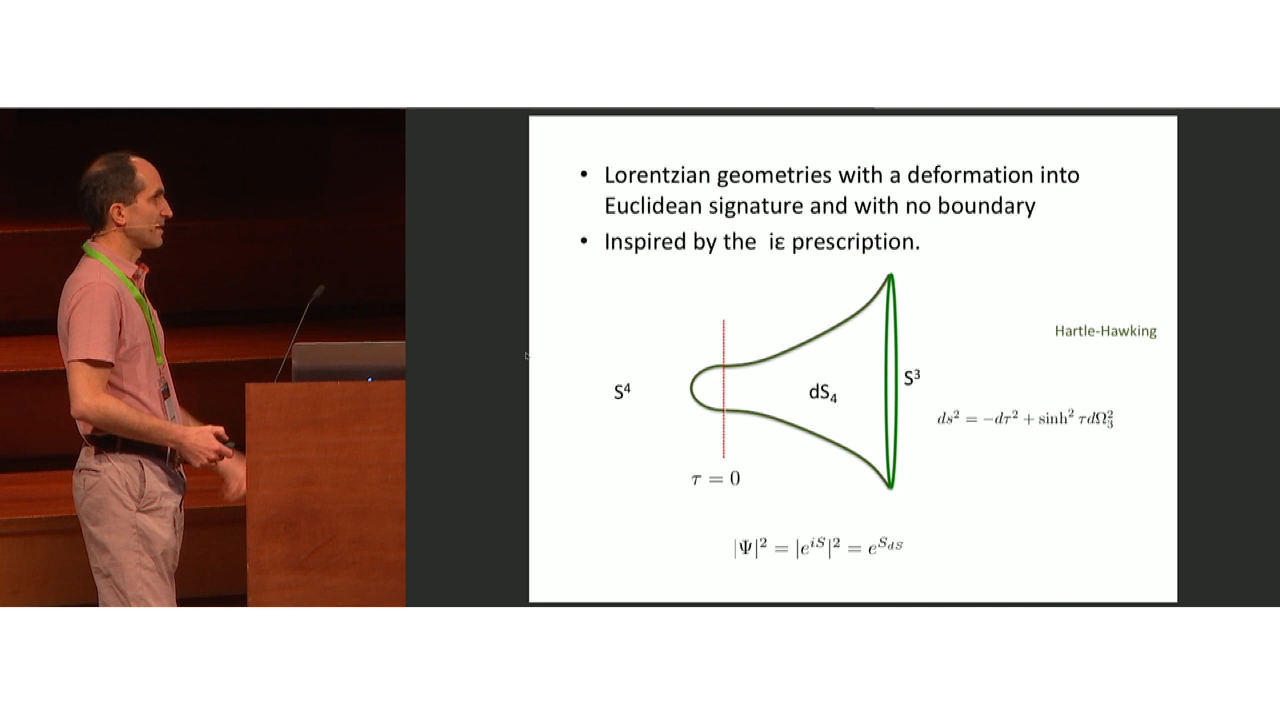 • Lorentzian geometries with a deformation into
Euclidean signature and with no boundary
• Inspired by the iε prescription.
Hartle-Hawking
S⁴
dS₄
S³
ds² = −dτ² + sinh² τdΩ₃²
τ = 0
|Ψ|² = |e^{iS}|² = e^{S_{dS}}